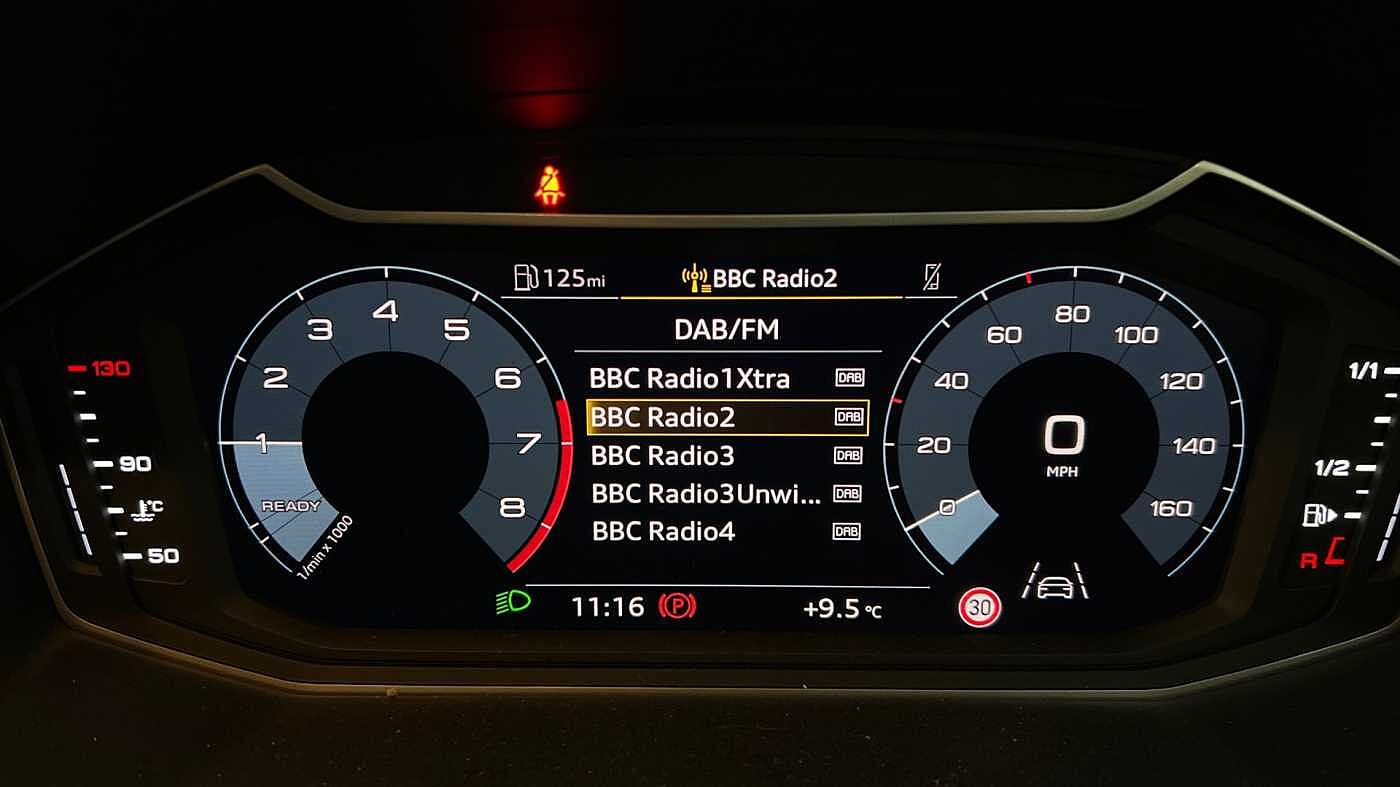 125mi
BBC Radio2
DAB/FM
BBC Radio1Xtra DAB
BBC Radio2 DAB
BBC Radio3 DAB
BBC Radio3Unwi... DAB
BBC Radio4 DAB
11:16 P +9.5 °C
130
90
°C
50
1
2
3
4
5
6
7
8
READY
1/min x 1000
0
20
40
60
80
100
120
140
160
0
MPH
30
1/1
1/2
R